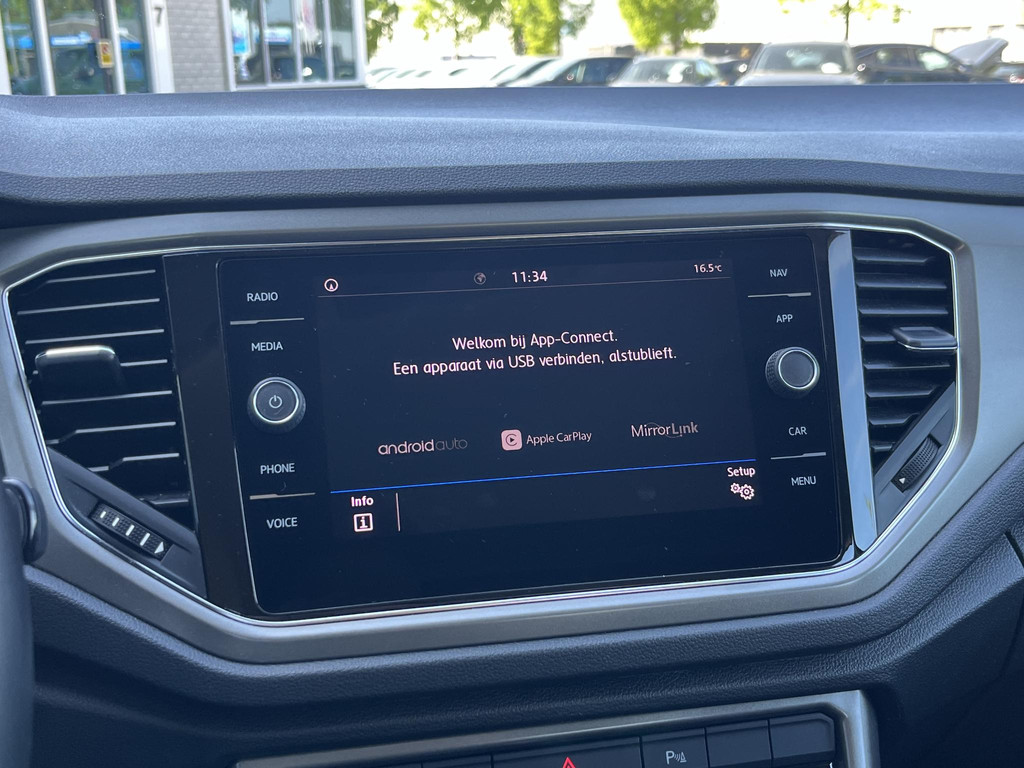 7
RADIO
MEDIA
PHONE
VOICE
11:34
16.5°C
Welkom bij App-Connect.
Een apparaat via USB verbinden, alstublieft.
androidauto
Apple CarPlay
MirrorLink
Info
i
Setup
NAV
APP
CAR
MENU
P